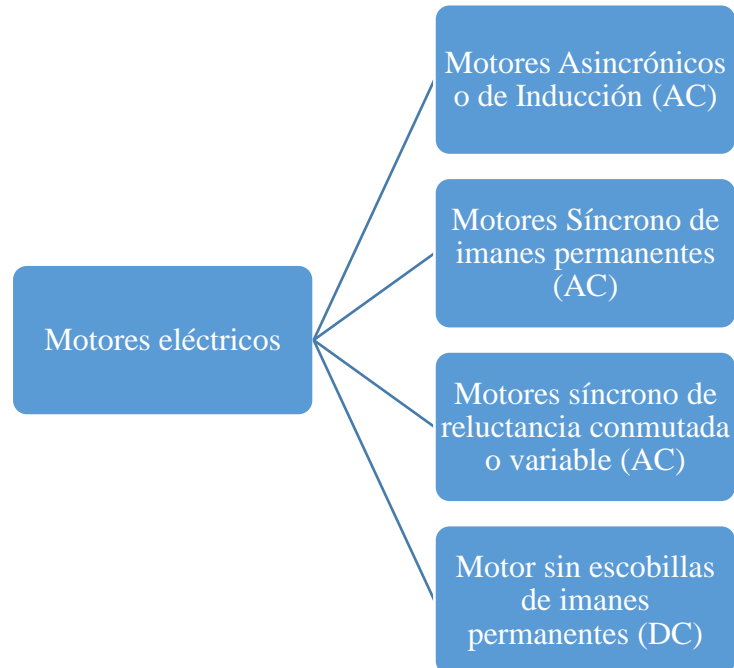 Motores eléctricos
Motores Asincrónicos
o de Inducción (AC)
Motores Síncrono de
imanes permanentes
(AC)
Motores síncrono de
reluctancia conmutada
o variable (AC)
Motor sin escobillas
de imanes
permanentes (DC)